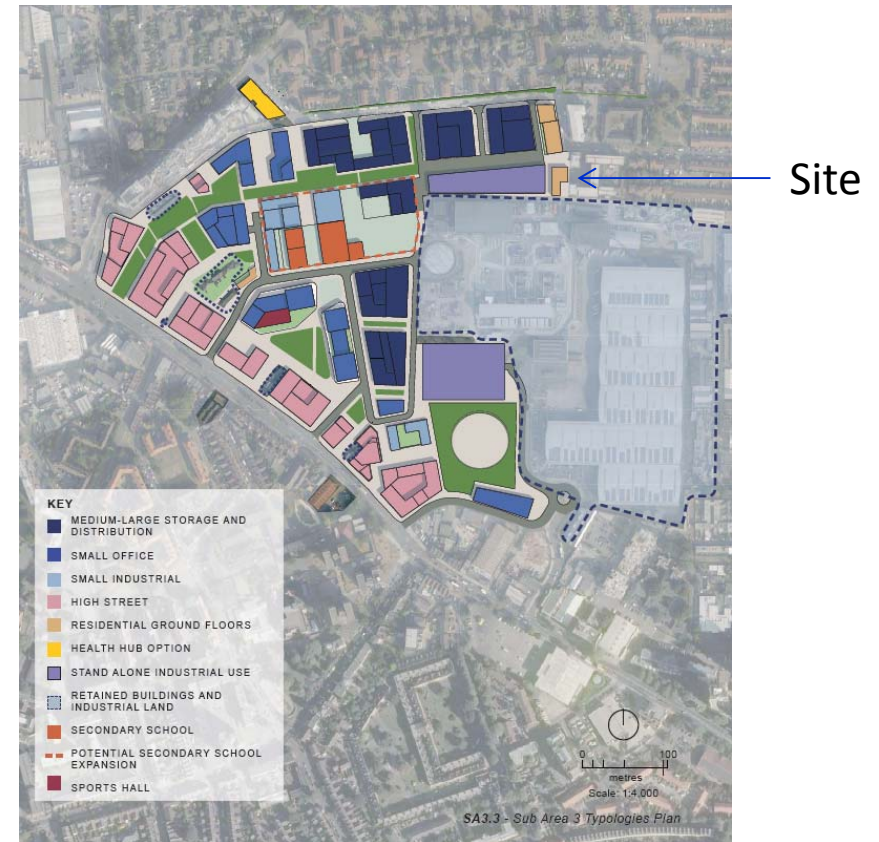 Site
KEY
MEDIUM-LARGE STORAGE AND
DISTRIBUTION
SMALL OFFICE
SMALL INDUSTRIAL
HIGH STREET
RESIDENTIAL GROUND FLOORS
HEALTH HUB OPTION
STAND ALONE INDUSTRIAL USE
RETAINED BUILDINGS AND
INDUSTRIAL LAND
SECONDARY SCHOOL
POTENTIAL SECONDARY SCHOOL
EXPANSION
SPORTS HALL
0 100
metres
Scale: 1:4,000
SA3.3 - Sub Area 3 Typologies Plan